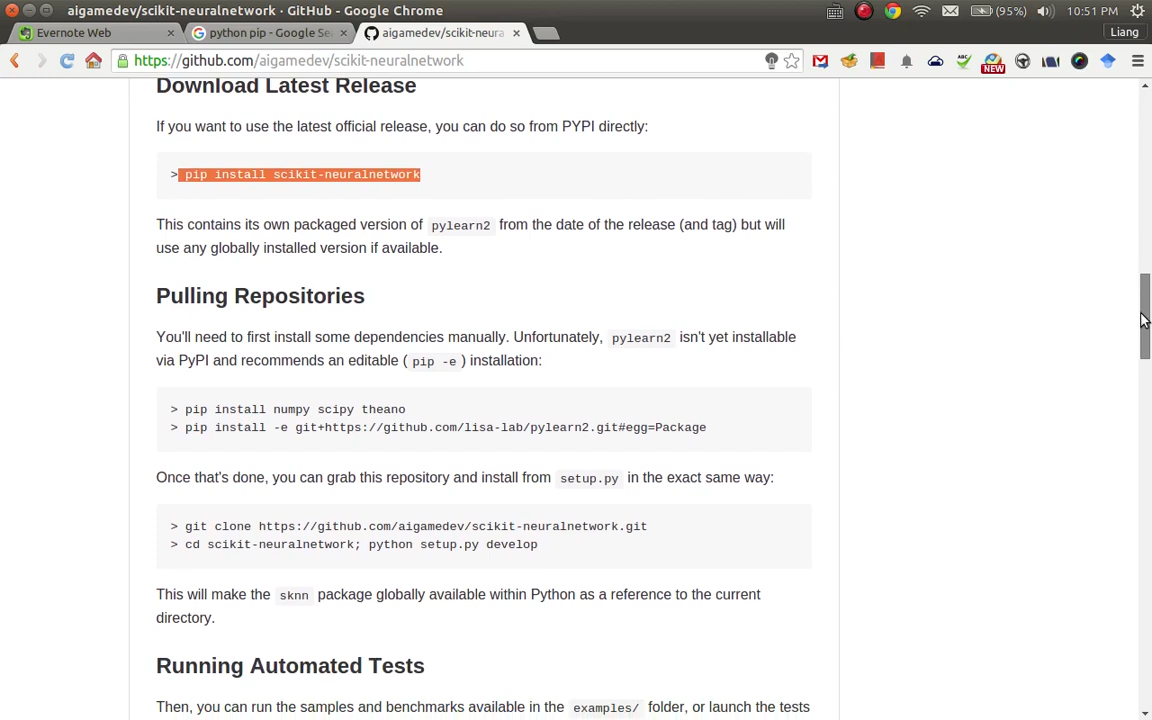 aigamedev/scikit-neuralnetwork · GitHub - Google Chrome
(95%)
10:51 PM
Evernote Web
python pip - Google Se
aigamedev/scikit-neura
Liang
https://github.com/aigamedev/scikit-neuralnetwork
ABC
NEW
Download Latest Release
If you want to use the latest official release, you can do so from PYPI directly:
> pip install scikit-neuralnetwork
This contains its own packaged version of pylearn2 from the date of the release (and tag) but will
use any globally installed version if available.
Pulling Repositories
You'll need to first install some dependencies manually. Unfortunately, pylearn2 isn't yet installable
via PyPI and recommends an editable ( pip -e ) installation:
> pip install numpy scipy theano
> pip install -e git+https://github.com/lisa-lab/pylearn2.git#egg=Package
Once that's done, you can grab this repository and install from setup.py in the exact same way:
> git clone https://github.com/aigamedev/scikit-neuralnetwork.git
> cd scikit-neuralnetwork; python setup.py develop
This will make the sknn package globally available within Python as a reference to the current
directory.
Running Automated Tests
Then, you can run the samples and benchmarks available in the examples/ folder, or launch the tests